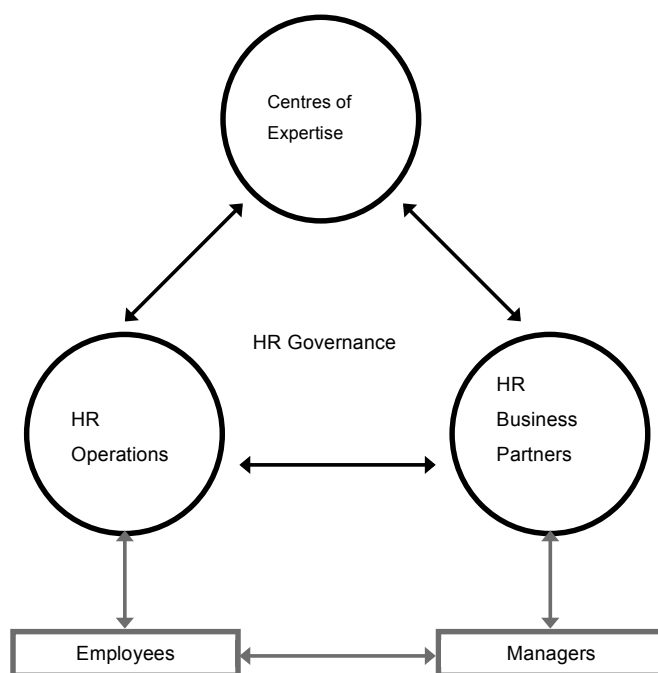 Centres of
Expertise
HR Governance
HR
Operations
HR
Business
Partners
Employees
Managers